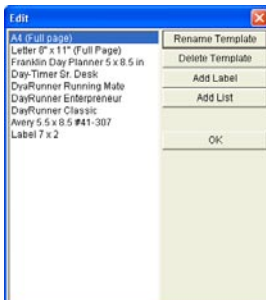 Edit
A4 (Full page)
Letter 8" x 11" (Full Page)
Franklin Day Planner 5 x 8.5 in
Day-Timer Sr. Desk
DyaRunner Running Mate
DayRunner Enterpreneur
DayRunner Classic
Avery 5.5 x 8.5 #41-307
Label 7 x 2
Rename Template
Delete Template
Add Label
Add List
OK